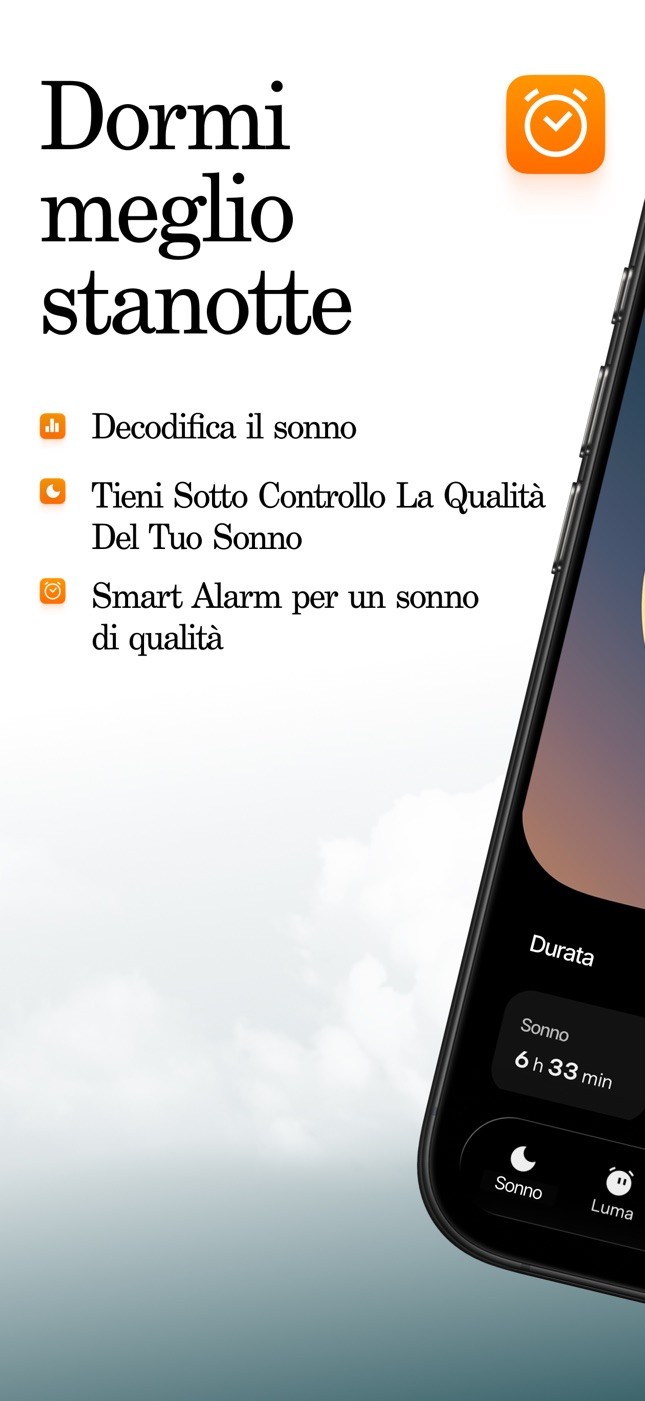 Dormi
meglio
stanotte
Decodifica il sonno
Tieni Sotto Controllo La Qualità
Del Tuo Sonno
Smart Alarm per un sonno
di qualità
Durata
Sonno
6 h 33 min
Sonno
Luma